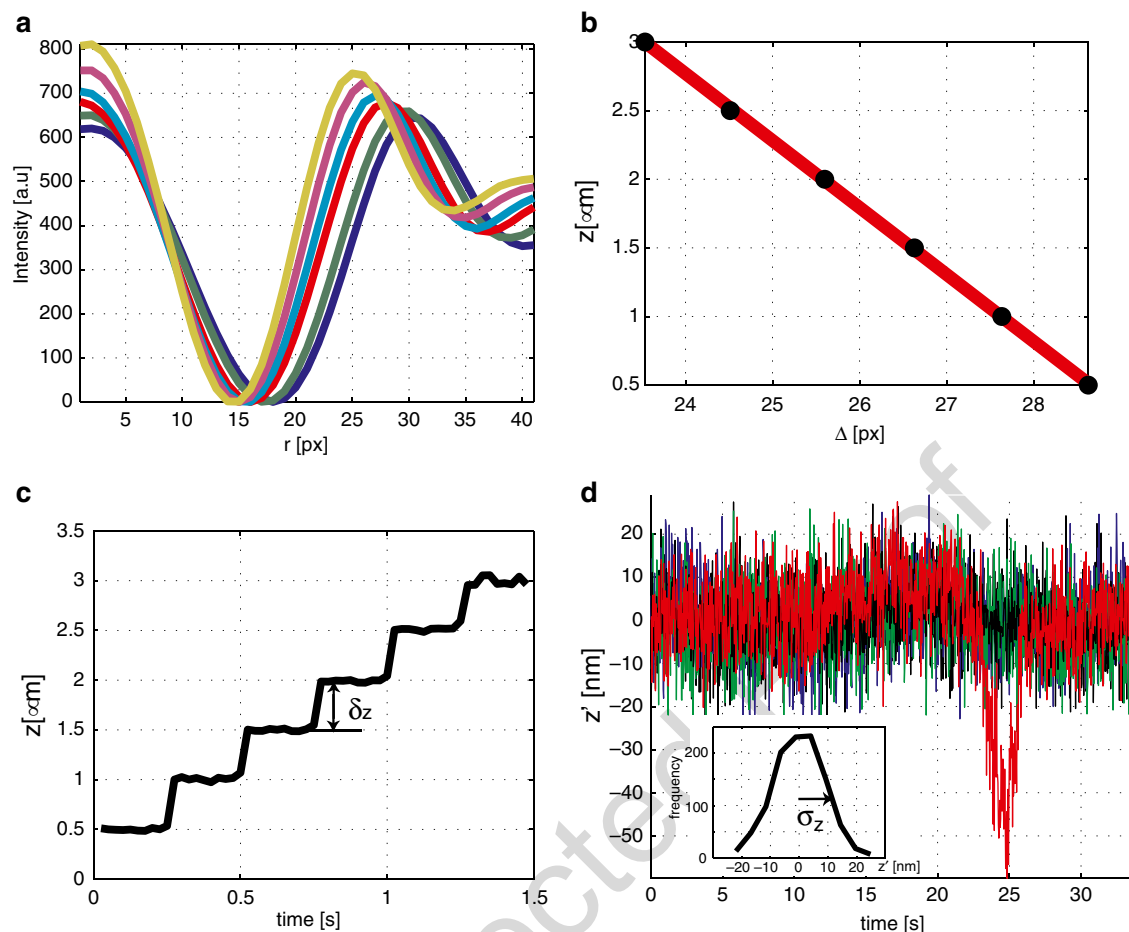 a
800
700
600
500
400
300
200
100
0
Intensity [a.u]
5 10 15 20 25 30 35 40
r [px]
b
3
2.5
2
1.5
1
0.5
z[∝m]
24 25 26 27 28
Δ [px]
c
3.5
3
2.5
2
1.5
1
0.5
0
z[∝m]
δz
0 0.5 1 1.5
time [s]
d
20
10
0
−10
−20
−30
−40
−50
z' [nm]
200
100
0
frequency
σz
−20 −10 0 10 20 z' [nm]
0 5 10 15 20 25 30
time [s]